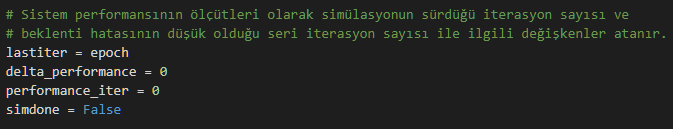 # Sistem performansının ölçütleri olarak simülasyonun sürdüğü iterasyon sayısı ve
# beklenti hatasının düşük olduğu seri iterasyon sayısı ile ilgili değişkenler atanır.
lastiter = epoch
delta_performance = 0
performance_iter = 0
simdone = False